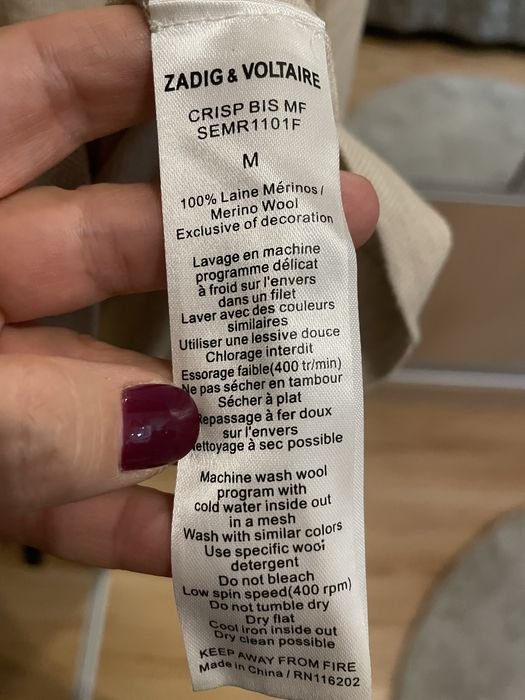 ZADIG & VOLTAIRE
CRISP BIS MF
SEMR1101F
M
100% Laine Mérinos /
Merino Wool
Exclusive of decoration
Lavage en machine
programme délicat
à froid sur l'envers
dans un filet
Laver avec des couleurs
similaires
Utiliser une lessive douce
Chlorage interdit
Essorage faible(400 tr/min)
Ne pas sécher en tambour
Sécher à plat
Repassage à fer doux
sur l'envers
Nettoyage à sec possible
Machine wash wool
program with
cold water inside out
in a mesh
Wash with similar colors
Use specific wool
detergent
Do not bleach
Low spin speed(400 rpm)
Do not tumble dry
Dry flat
Cool iron inside out
Dry clean possible
KEEP AWAY FROM FIRE
Made in China / RN116202